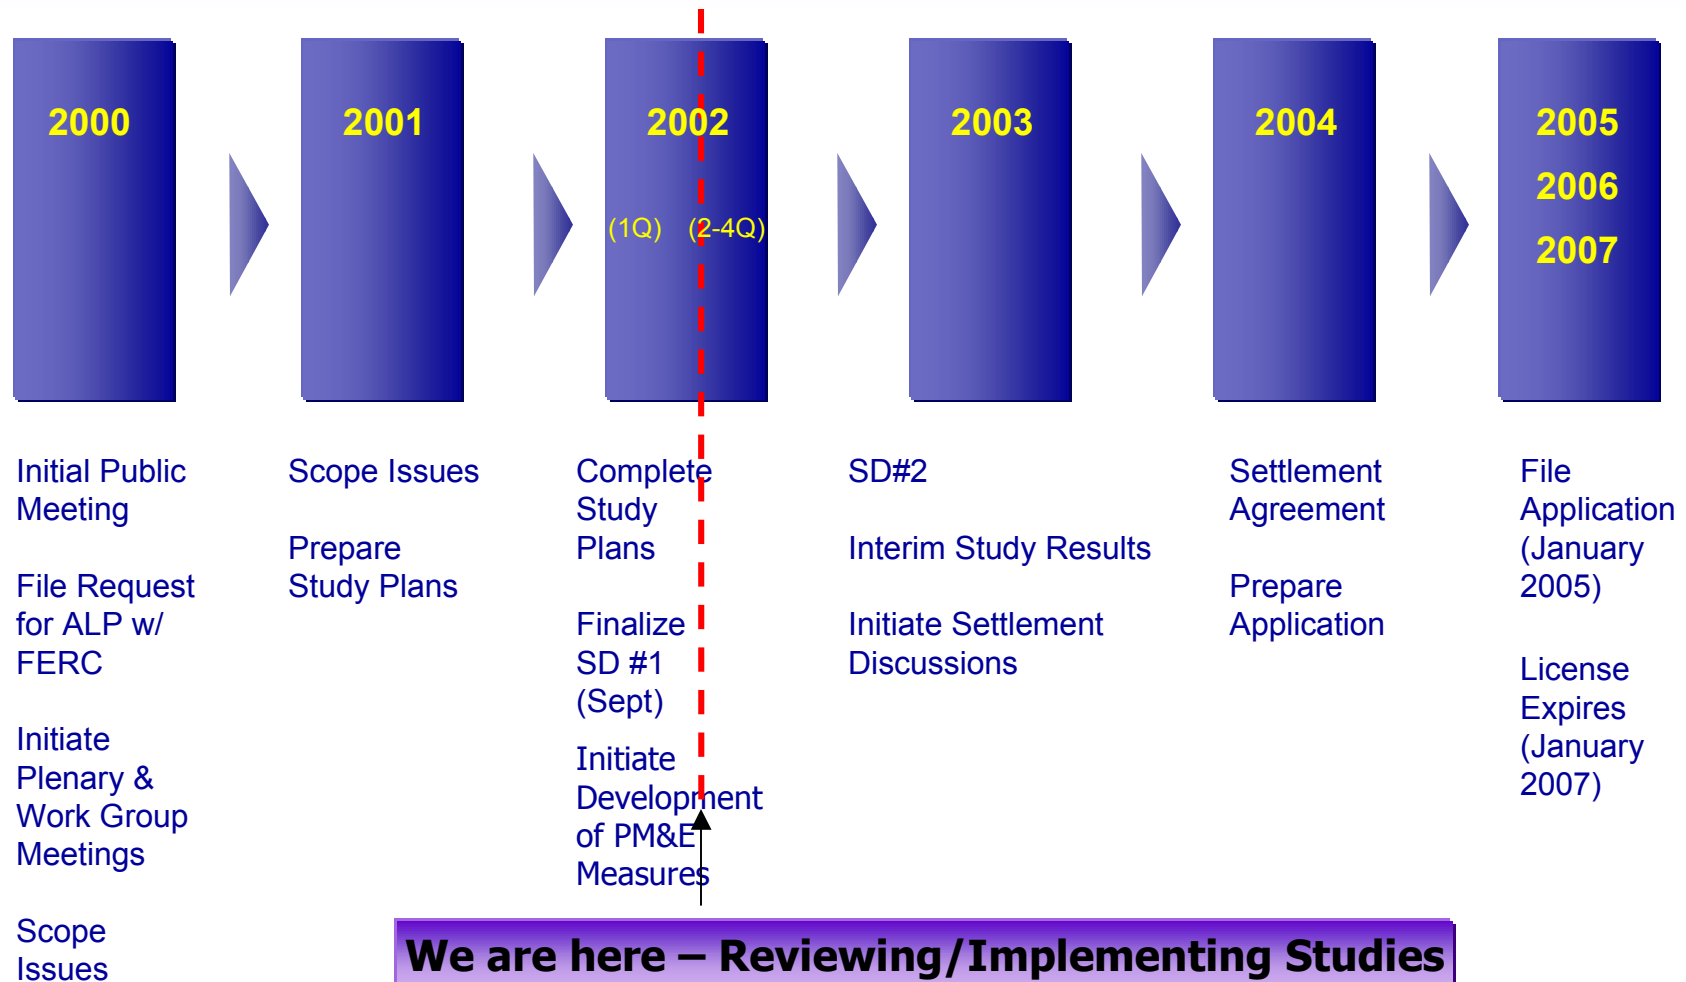 2000
2001
2002
(1Q) (2-4Q)
2003
2004
2005
2006
2007
Initial Public
Meeting
File Request
for ALP w/
FERC
Initiate
Plenary &
Work Group
Meetings
Scope
Issues
Scope Issues
Prepare
Study Plans
Complete
Study
Plans
Finalize
SD #1
(Sept)
Initiate
Development
of PM&E
Measures
SD#2
Interim Study Results
Initiate Settlement
Discussions
Settlement
Agreement
Prepare
Application
File
Application
(January
2005)
License
Expires
(January
2007)
We are here – Reviewing/Implementing Studies